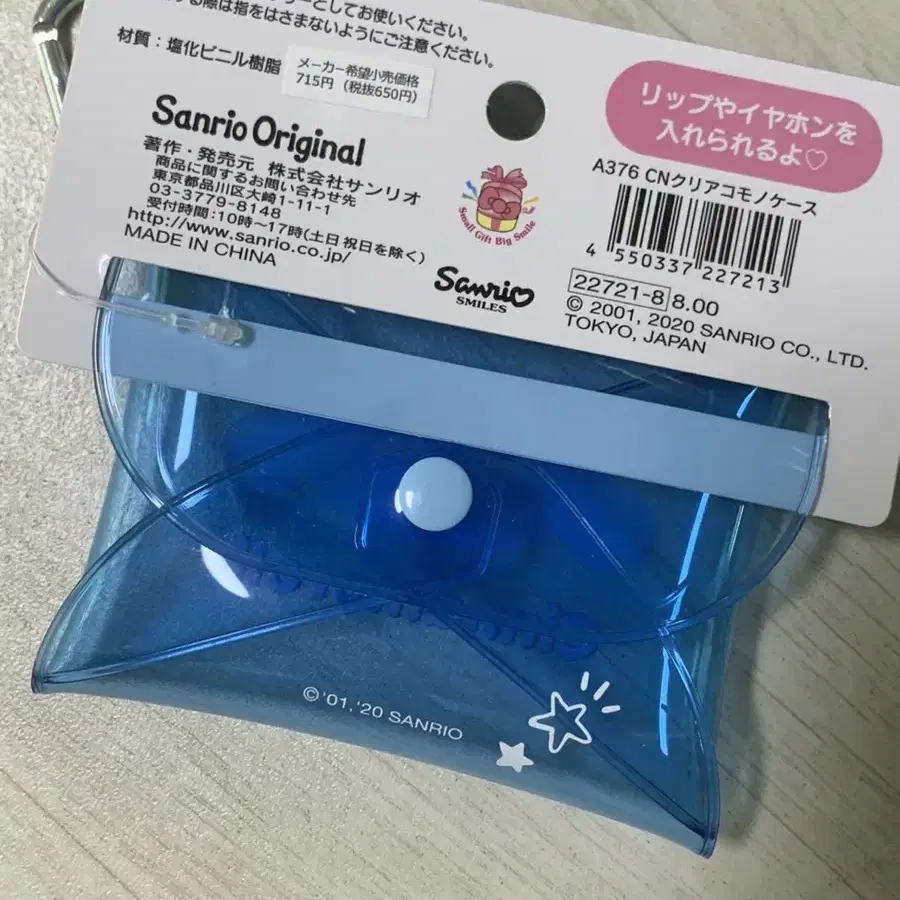 としてお使いください。
する際は指をはさまないようにご注意ください。
材質：塩化ビニル樹脂
メーカー希望小売価格
715円（税抜650円）
Sanrio Original
著作・発売元 株式会社サンリオ
商品に関するお問い合わせ先
東京都品川区大崎1-11-1
03-3779-8148
受付時間：10時～17時(土日 祝日を除く)
http://www.sanrio.co.jp/
MADE IN CHINA
Small Gift Big Smile
Sanrio
SMILES
リップやイヤホンを
入れられるよ♡
A376 CNクリアコモノケース
4 550337 227213
22721-8 8.00
© 2001, 2020 SANRIO CO., LTD.
TOKYO, JAPAN
©'01,'20 SANRIO